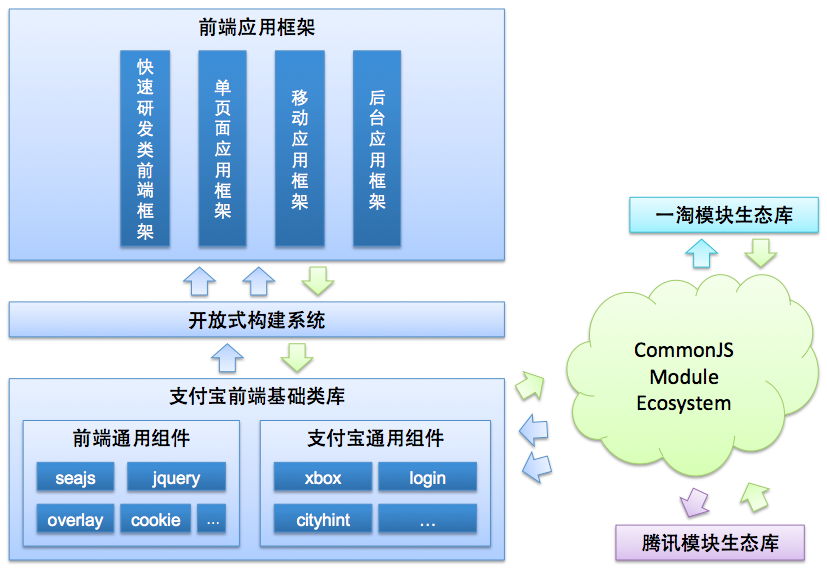 前端应用框架
快速研发类前端框架
单页面应用框架
移动应用框架
后台应用框架
开放式构建系统
支付宝前端基础类库
前端通用组件
seajs
jquery
overlay
cookie
...
支付宝通用组件
xbox
login
cityhint
...
一淘模块生态库
CommonJS
Module
Ecosystem
腾讯模块生态库